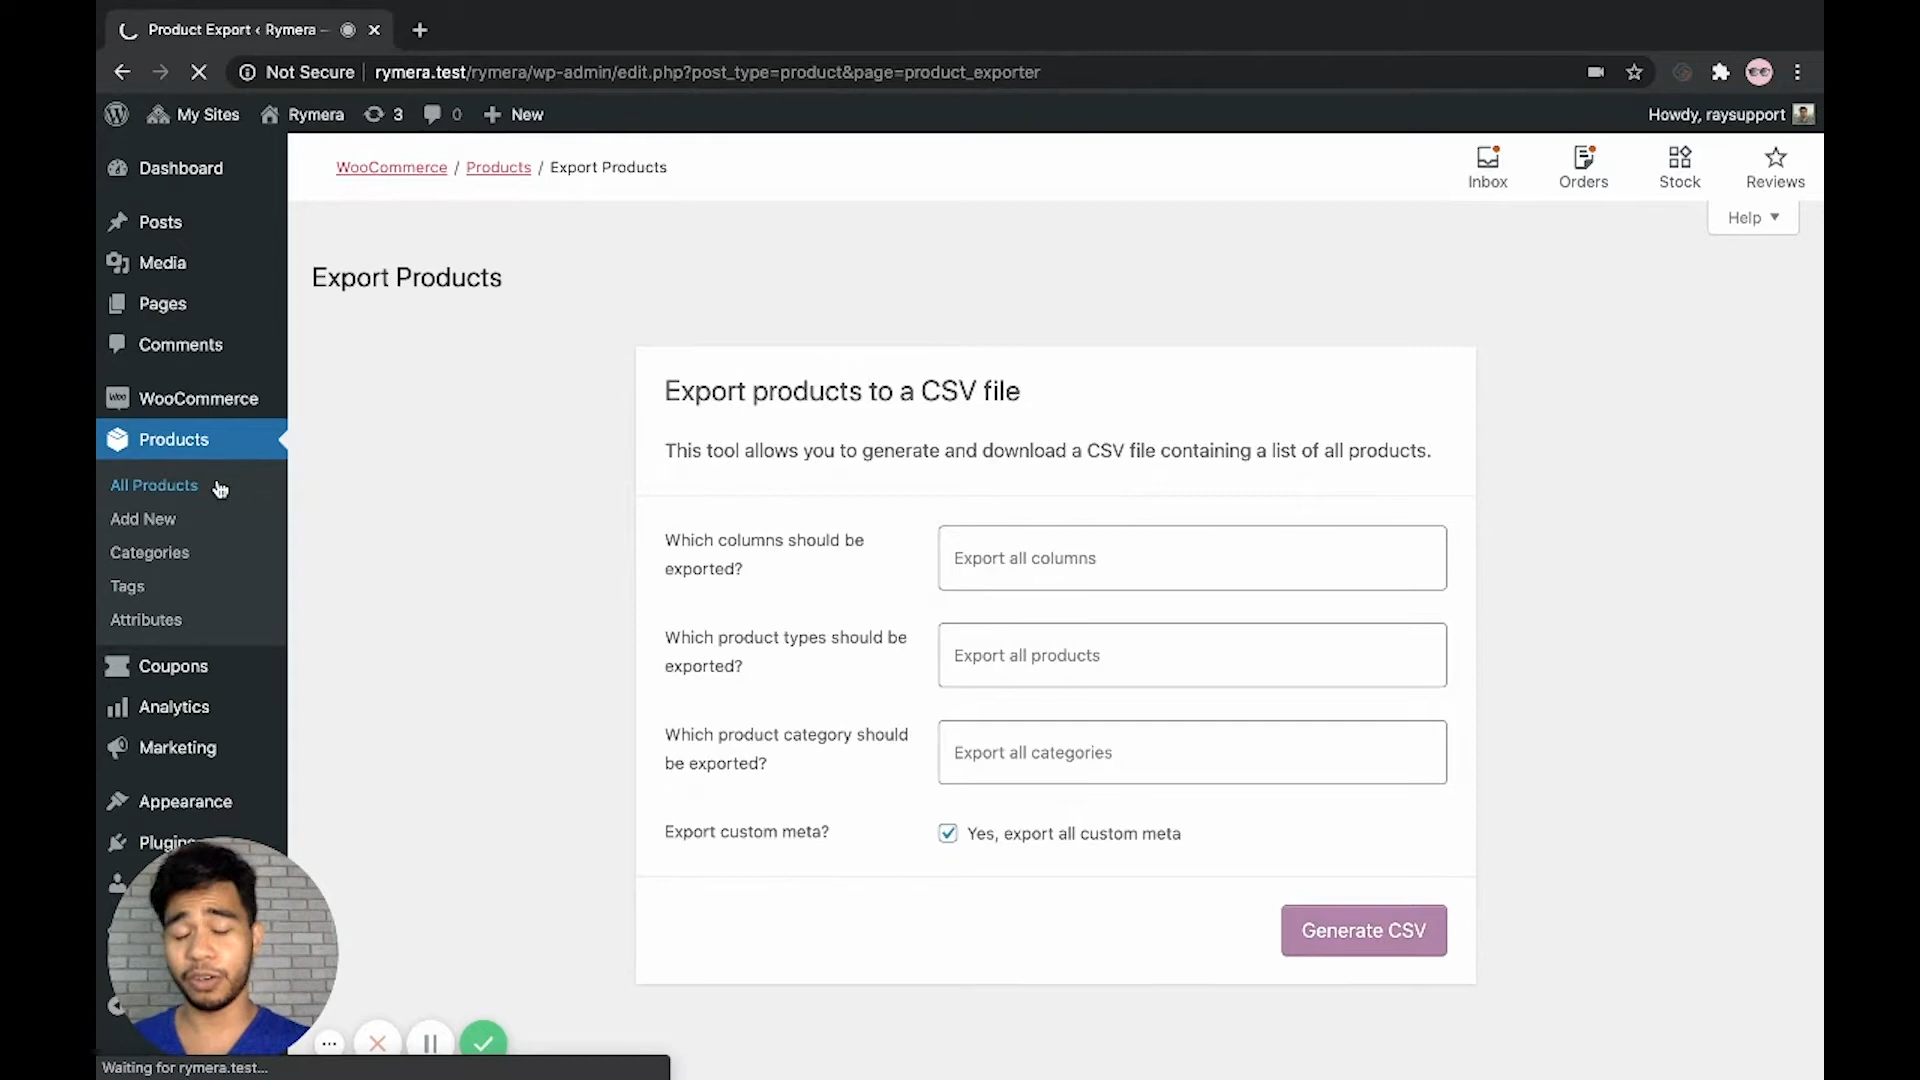 Product Export ‹ Rymera –
Not Secure rymera.test/rymera/wp-admin/edit.php?post_type=product&page=product_exporter
My Sites Rymera 3 0 New Howdy, raysupport
WooCommerce / Products / Export Products
Inbox Orders Stock Reviews
Help
Dashboard
Posts
Media
Pages
Comments
Woo WooCommerce
Products
All Products
Add New
Categories
Tags
Attributes
Coupons
Analytics
Marketing
Appearance
Plugins
Export Products
Export products to a CSV file
This tool allows you to generate and download a CSV file containing a list of all products.
Which columns should be
exported?
Export all columns
Which product types should be
exported?
Export all products
Which product category should
be exported?
Export all categories
Export custom meta?
Yes, export all custom meta
Generate CSV
Waiting for rymera.test...